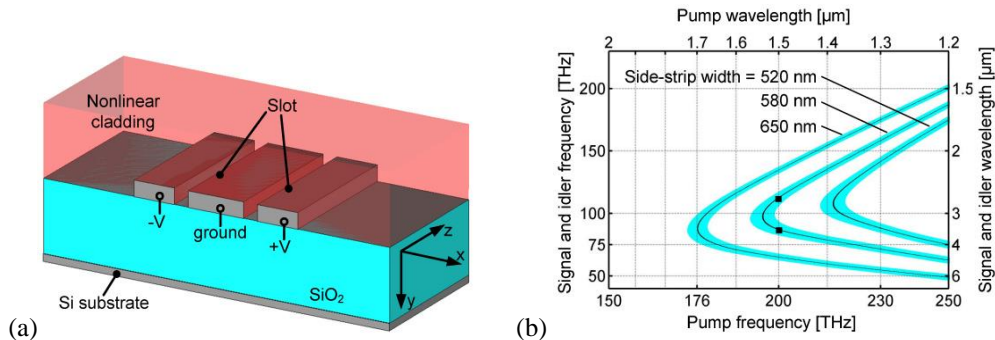 Nonlinear
cladding
Slot
-V
ground
+V
z
x
y
Si substrate
SiO2
(a)
Pump wavelength [µm]
2 1.7 1.6 1.5 1.4 1.3 1.2
Signal and idler frequency [THz]
200
150
100
75
50
Side-strip width = 520 nm
580 nm
650 nm
1.5
2
3
4
6
Signal and idler wavelength [µm]
150 176 200 230 250
Pump frequency [THz]
(b)